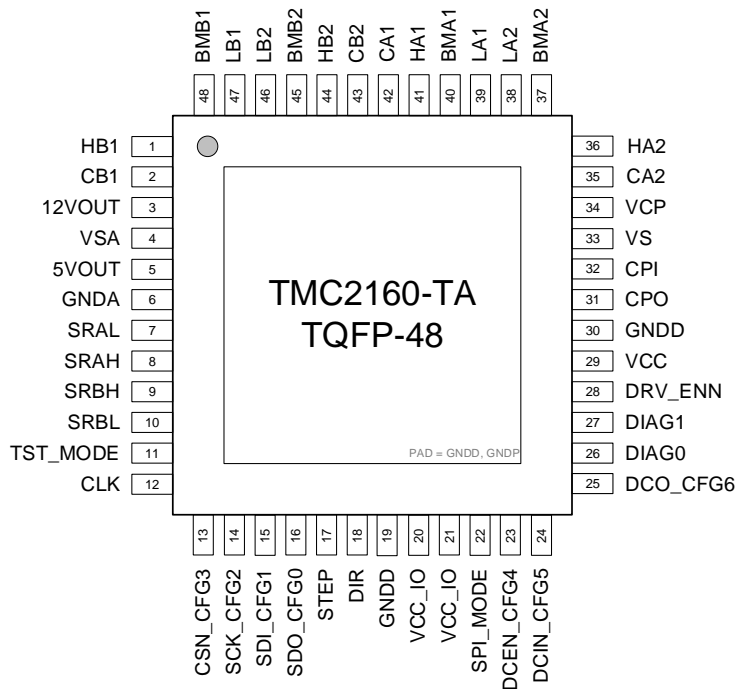 BMB1
LB1
LB2
BMB2
HB2
CB2
CA1
HA1
BMA1
LA1
LA2
BMA2
48
47
46
45
44
43
42
41
40
39
38
37
HB1 1
CB1 2
12VOUT 3
VSA 4
5VOUT 5
GNDA 6
SRAL 7
SRAH 8
SRBH 9
SRBL 10
TST_MODE 11
CLK 12
TMC2160-TA
TQFP-48
PAD = GNDD, GNDP
36 HA2
35 CA2
34 VCP
33 VS
32 CPI
31 CPO
30 GNDD
29 VCC
28 DRV_ENN
27 DIAG1
26 DIAG0
25 DCO_CFG6
13
14
15
16
17
18
19
20
21
22
23
24
CSN_CFG3
SCK_CFG2
SDI_CFG1
SDO_CFG0
STEP
DIR
GNDD
VCC_IO
VCC_IO
SPI_MODE
DCEN_CFG4
DCIN_CFG5